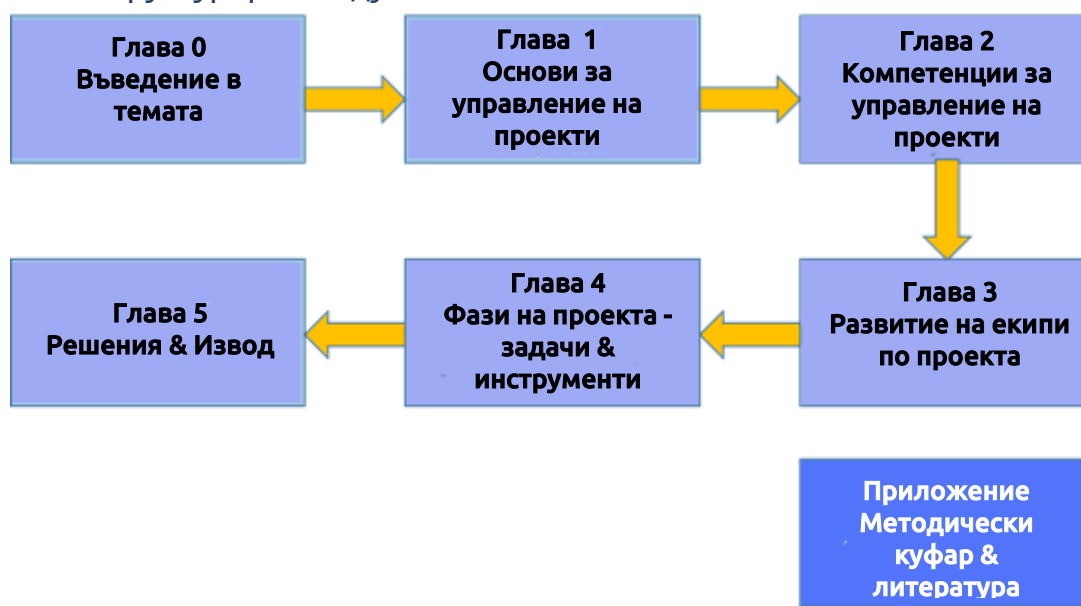 Глава 0
Въведение в
темата
Глава 1
Основи за
управление на
проекти
Глава 2
Компетенции за
управление на
проекти
Глава 3
Развитие на екипи
по проекта
Глава 4
Фази на проекта -
задачи &
инструменти
Глава 5
Решения & Извод
Приложение
Методически
куфар &
литература